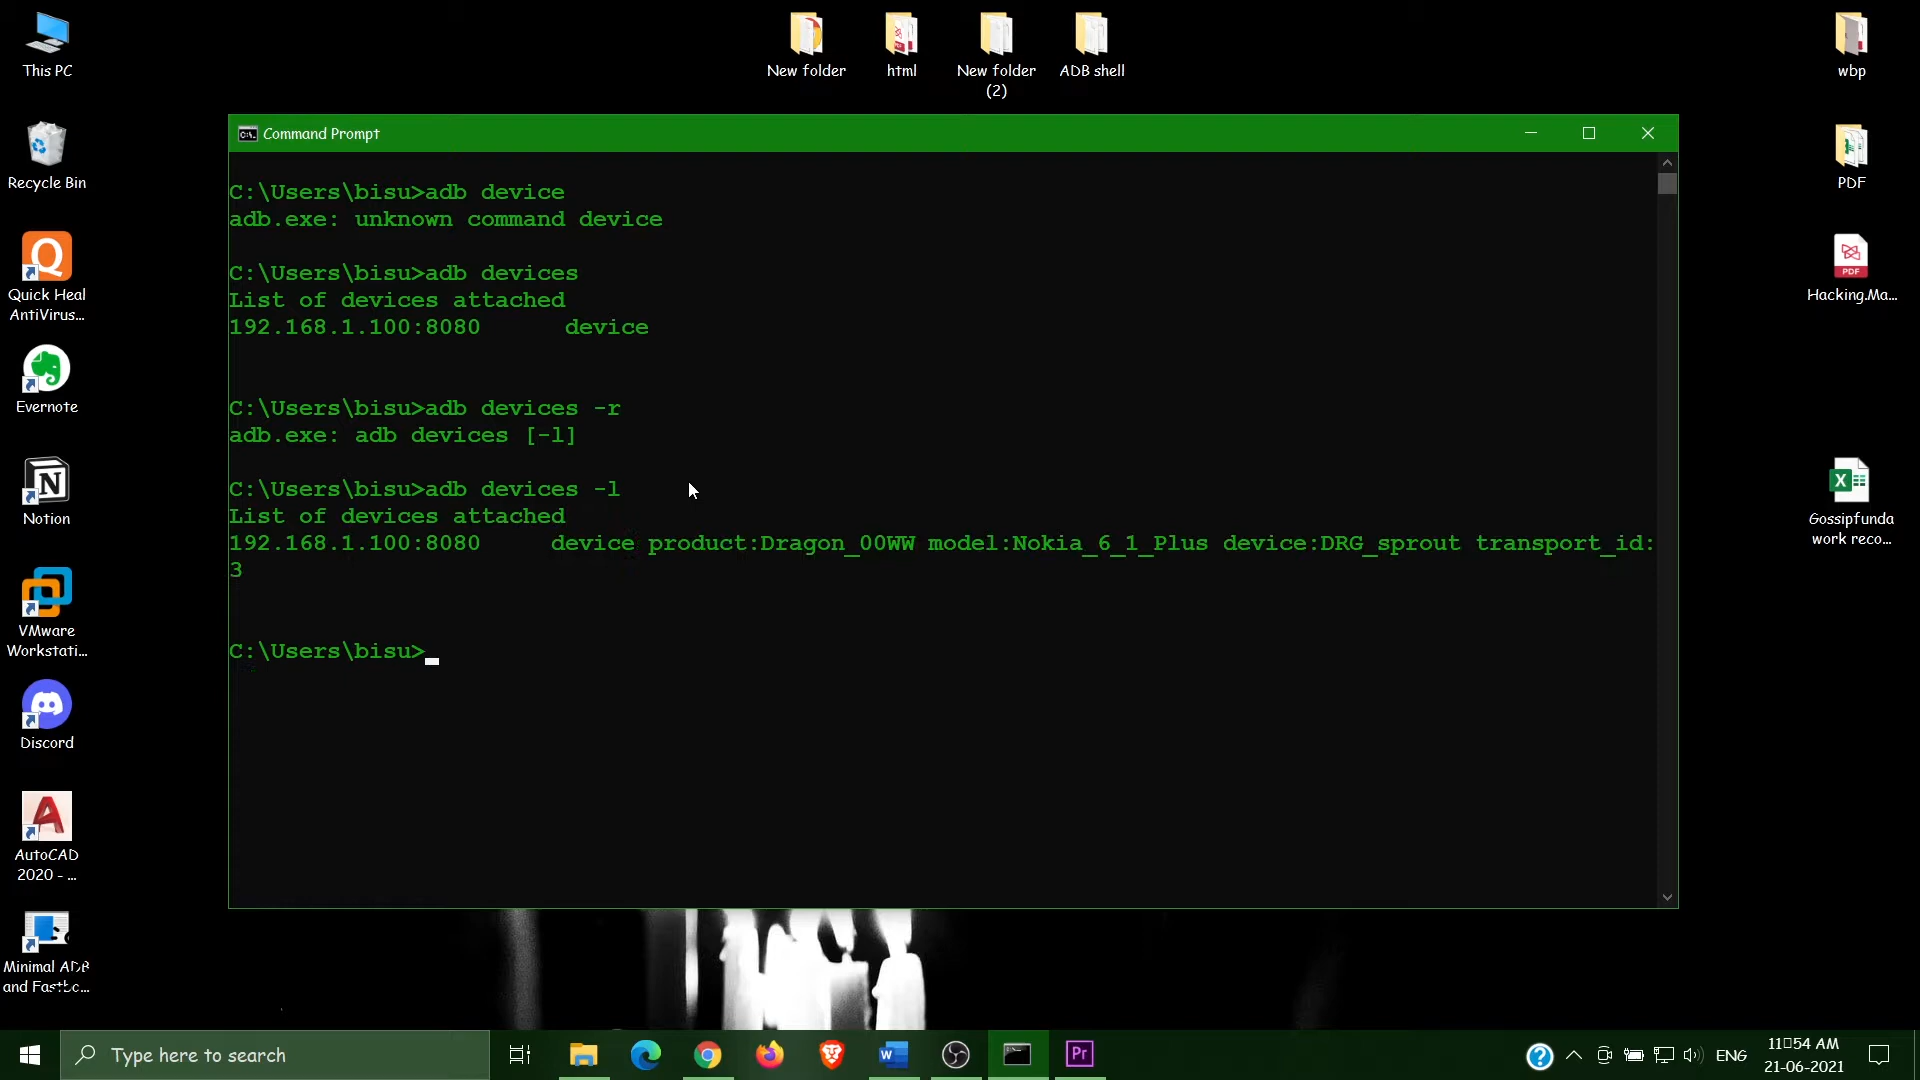 This PC
New folder
html
New folder
(2)
ADB shell
wbp
Command Prompt
C:\Users\bisu>adb device
adb.exe: unknown command device
C:\Users\bisu>adb devices
List of devices attached
192.168.1.100:8080 device
C:\Users\bisu>adb devices -r
adb.exe: adb devices [-l]
C:\Users\bisu>adb devices -l
List of devices attached
192.168.1.100:8080 device product:Dragon_00WW model:Nokia_6_1_Plus device:DRG_sprout transport_id:
3
C:\Users\bisu>
Recycle Bin
Quick Heal
AntiVirus...
Evernote
Notion
VMware
Workstati...
Discord
AutoCAD
2020 - ...
Minimal ADB
and Fastbo...
PDF
PDF
Hacking.Ma...
Gossipfunda
work reco...
Type here to search
ENG
11▯54 AM
21-06-2021